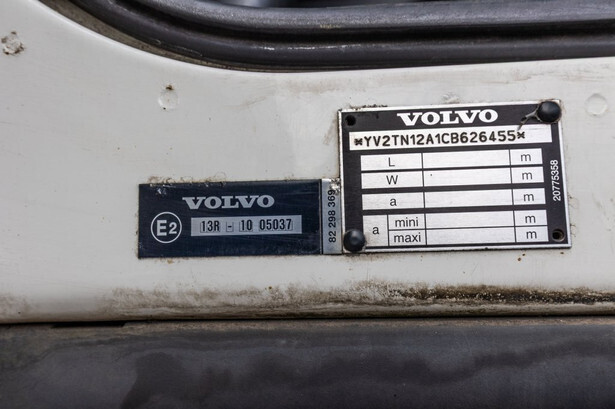 VOLVO
E2
13R - 10 05037
82 298 369
VOLVO
*YV2TN12A1CB626455*
L m
W m
a m
a mini m
maxi m
20775358